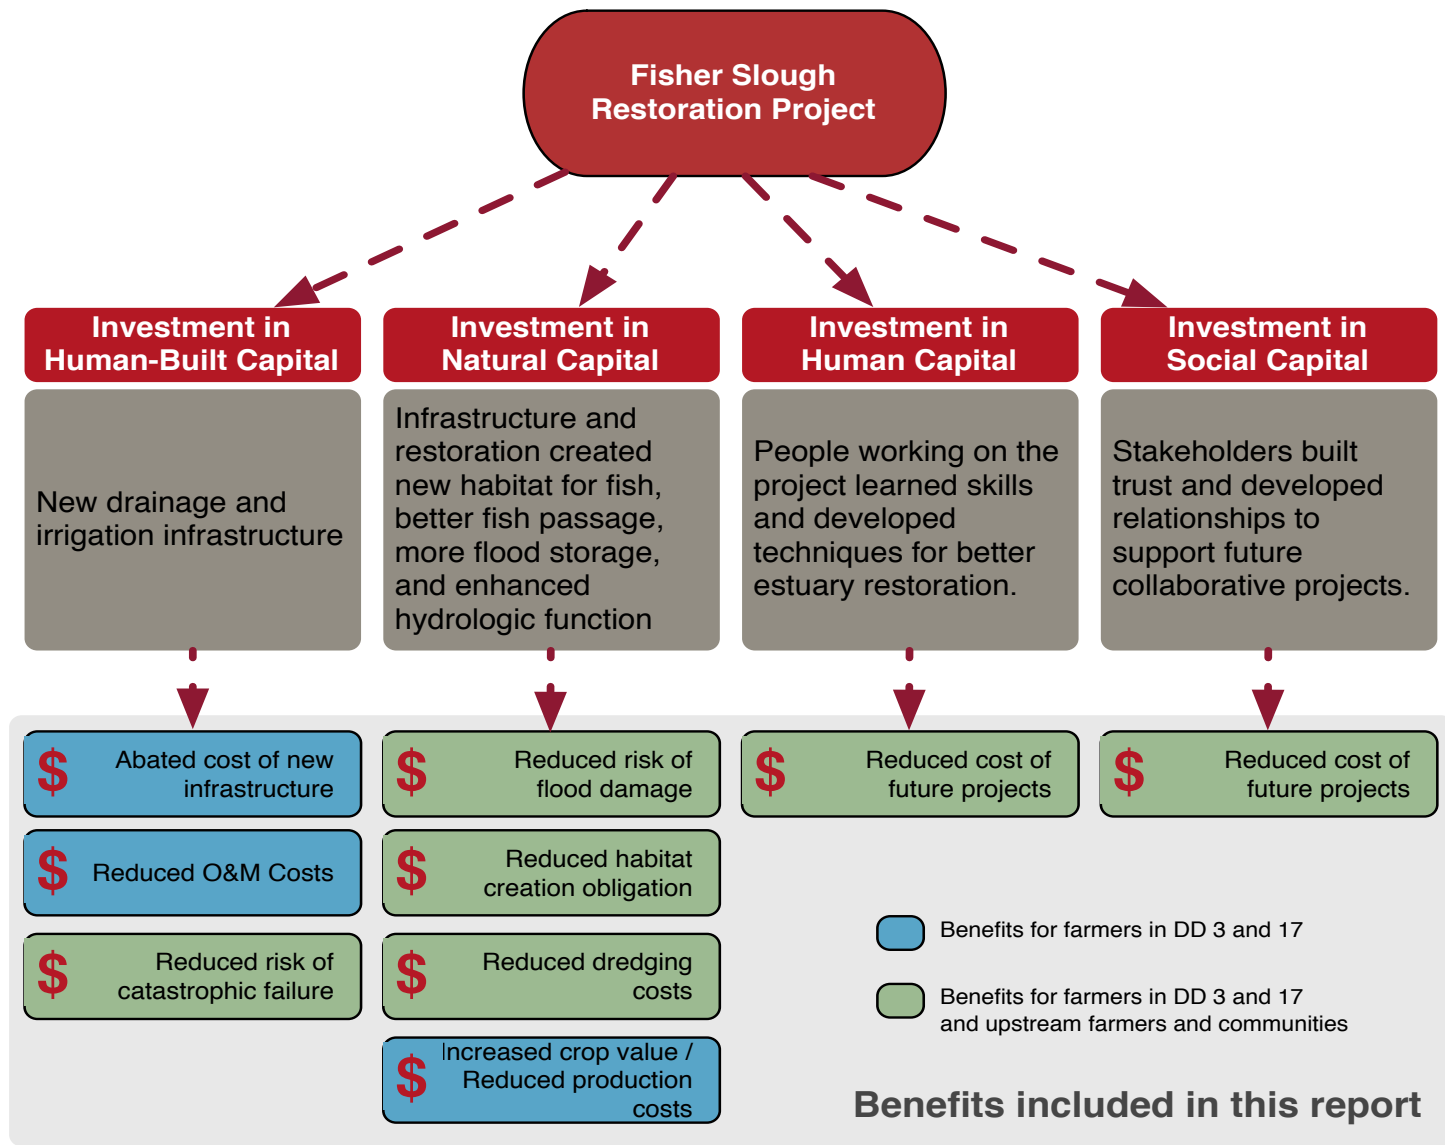 Fisher Slough
Restoration Project
Investment in
Human-Built Capital
Investment in
Natural Capital
Investment in
Human Capital
Investment in
Social Capital
New drainage and
irrigation infrastructure
Infrastructure and
restoration created
new habitat for fish,
better fish passage,
more flood storage,
and enhanced
hydrologic function
People working on the
project learned skills
and developed
techniques for better
estuary restoration.
Stakeholders built
trust and developed
relationships to
support future
collaborative projects.
$ Abated cost of new
infrastructure
$ Reduced O&M Costs
$ Reduced risk of
catastrophic failure
$ Reduced risk of
flood damage
$ Reduced habitat
creation obligation
$ Reduced dredging
costs
$ Increased crop value /
Reduced production
costs
$ Reduced cost of
future projects
$ Reduced cost of
future projects
Benefits for farmers in DD 3 and 17
Benefits for farmers in DD 3 and 17
and upstream farmers and communities
Benefits included in this report